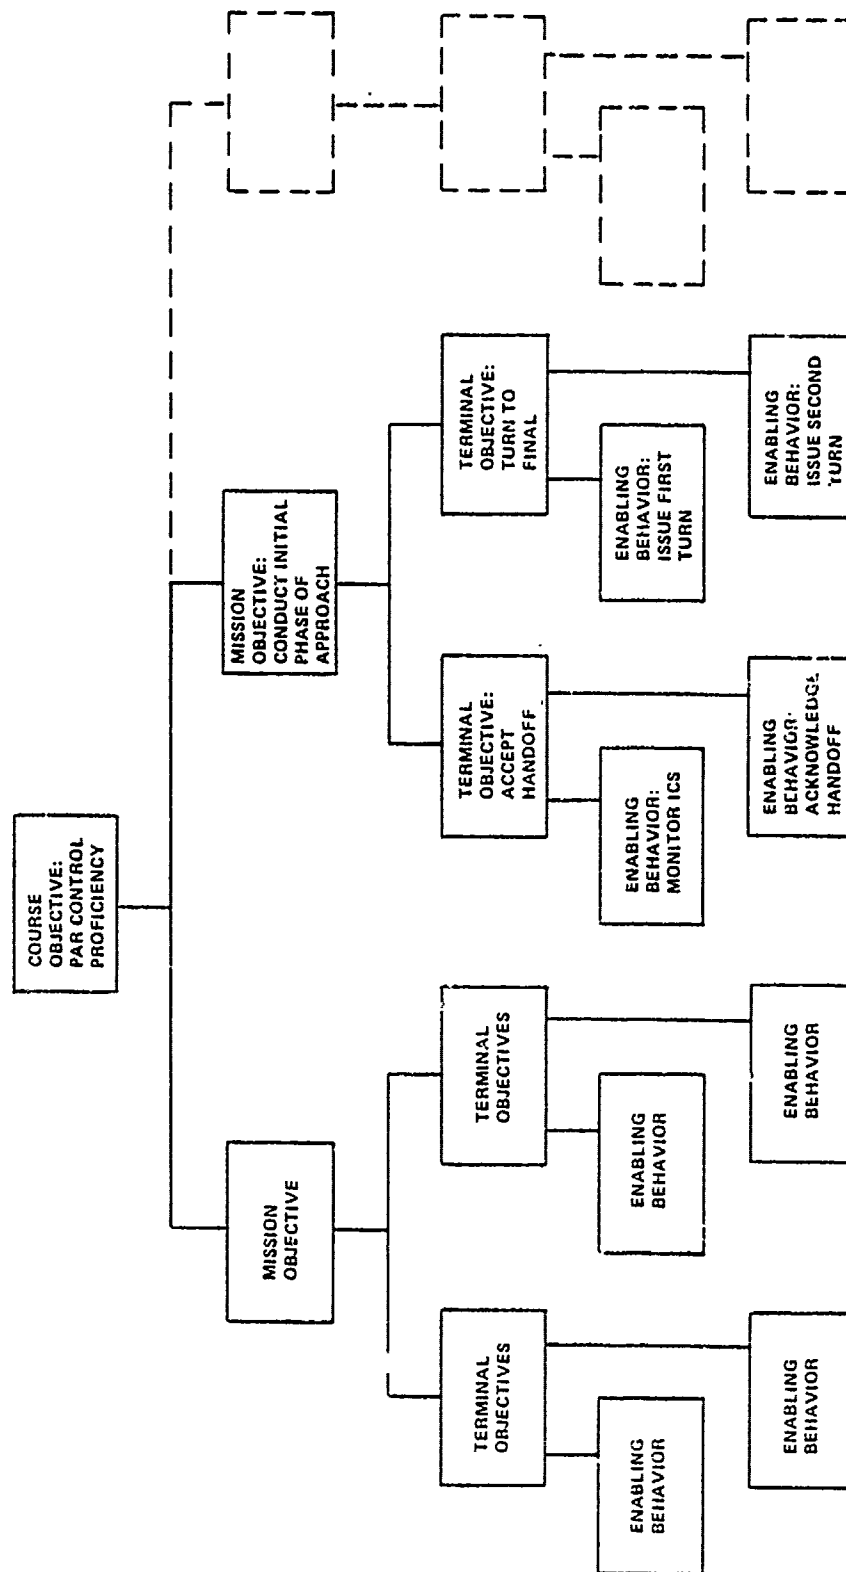 COURSE
OBJECTIVE:
PAR CONTROL
PROFICIENCY
MISSION
OBJECTIVE
MISSION
OBJECTIVE:
CONDUCT INITIAL
PHASE OF
APPROACH
TERMINAL
OBJECTIVES
TERMINAL
OBJECTIVES
TERMINAL
OBJECTIVE:
ACCEPT
HANDOFF
TERMINAL
OBJECTIVE:
TURN TO
FINAL
ENABLING
BEHAVIOR
ENABLING
BEHAVIOR
ENABLING
BEHAVIOR:
MONITOR ICS
ENABLING
BEHAVIOR:
ISSUE FIRST
TURN
ENABLING
BEHAVIOR
ENABLING
BEHAVIOR
ENABLING
BEHAVIOR:
ACKNOWLEDGE
HANDOFF
ENABLING
BEHAVIOR:
ISSUE SECOND
TURN